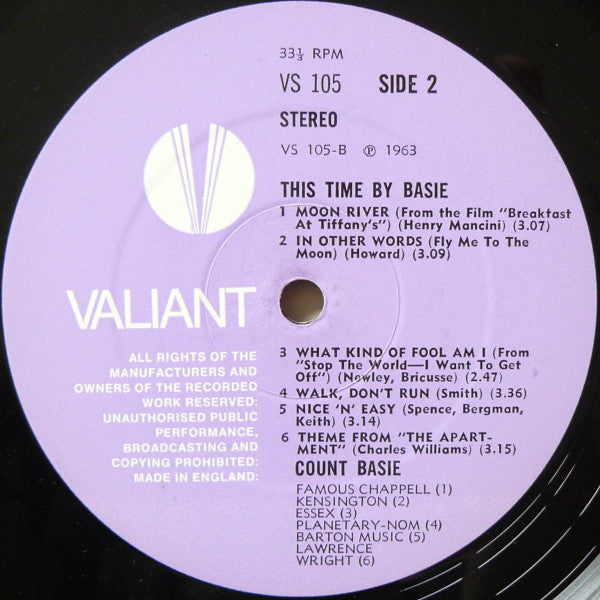 33⅓ RPM
VS 105 SIDE 2
STEREO
VS 105-B ℗ 1963
THIS TIME BY BASIE
1 MOON RIVER (From the Film "Breakfast
At Tiffany's") (Henry Mancini) (3.07)
2 IN OTHER WORDS (Fly Me To The
Moon) (Howard) (3.09)
VALIANT
3 WHAT KIND OF FOOL AM I (From
"Stop The World—I Want To Get
Off") (Newley, Bricusse) (2.47)
4 WALK, DON'T RUN (Smith) (3.36)
5 NICE 'N' EASY (Spence, Bergman,
Keith) (3.14)
6 THEME FROM "THE APART-
MENT" (Charles Williams) (3.15)
COUNT BASIE
FAMOUS CHAPPELL (1)
KENSINGTON (2)
ESSEX (3)
PLANETARY-NOM (4)
BARTON MUSIC (5)
LAWRENCE
WRIGHT (6)
ALL RIGHTS OF THE
MANUFACTURERS AND
OWNERS OF THE RECORDED
WORK RESERVED:
UNAUTHORISED PUBLIC
PERFORMANCE,
BROADCASTING AND
COPYING PROHIBITED:
MADE IN ENGLAND: